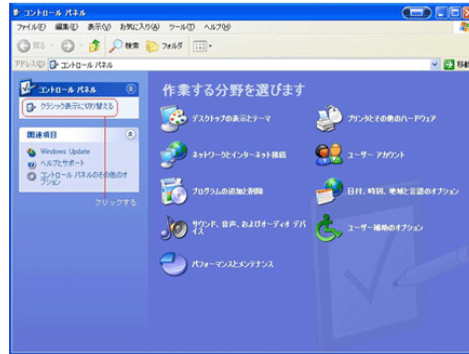 コントロール パネル
ファイル(F) 編集(E) 表示(V) お気に入り(A) ツール(T) ヘルプ(H)
戻る 検索 フォルダ
アドレス(D) コントロール パネル 移動
コントロール パネル
クラシック表示に切り替える
関連項目
Windows Update
ヘルプとサポート
コントロール パネルのその他のオ
プション
クリックする
作業する分野を選びます
デスクトップの表示とテーマ
プリンタとその他のハードウェア
ネットワークとインターネット接続
ユーザー アカウント
プログラムの追加と削除
日付、時刻、地域と言語のオプション
サウンド、音声、およびオーディオ デバ
イス
ユーザー補助のオプション
パフォーマンスとメンテナンス